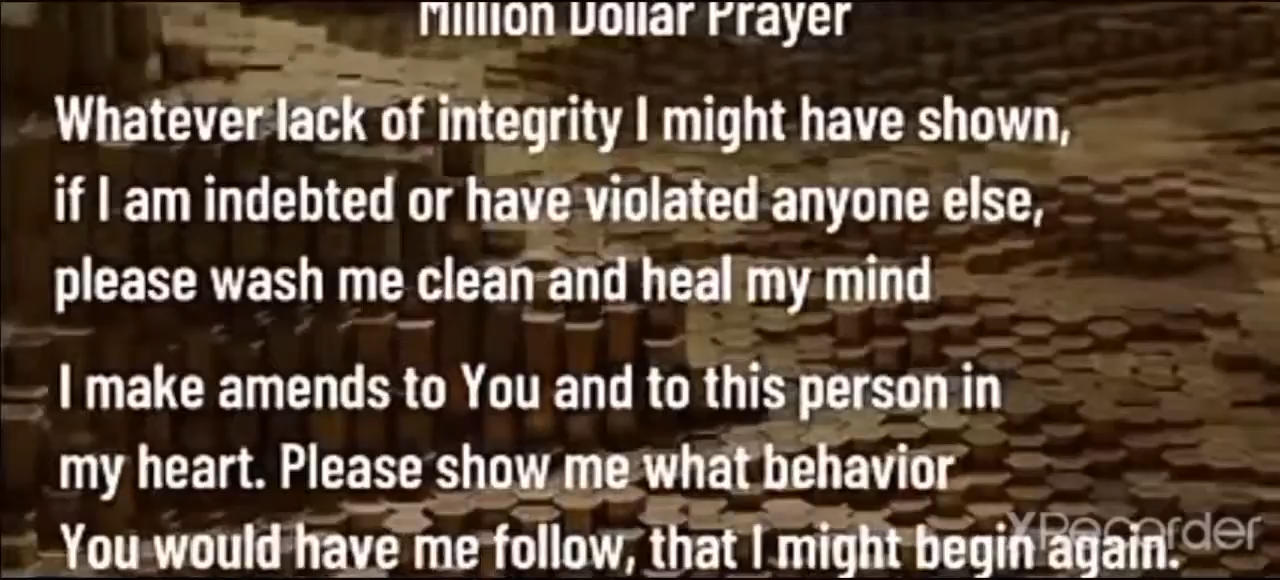 Million Dollar Prayer
Whatever lack of integrity I might have shown,
if I am indebted or have violated anyone else,
please wash me clean and heal my mind
I make amends to You and to this person in
my heart. Please show me what behavior
You would have me follow, that I might begin again.
XRecorder